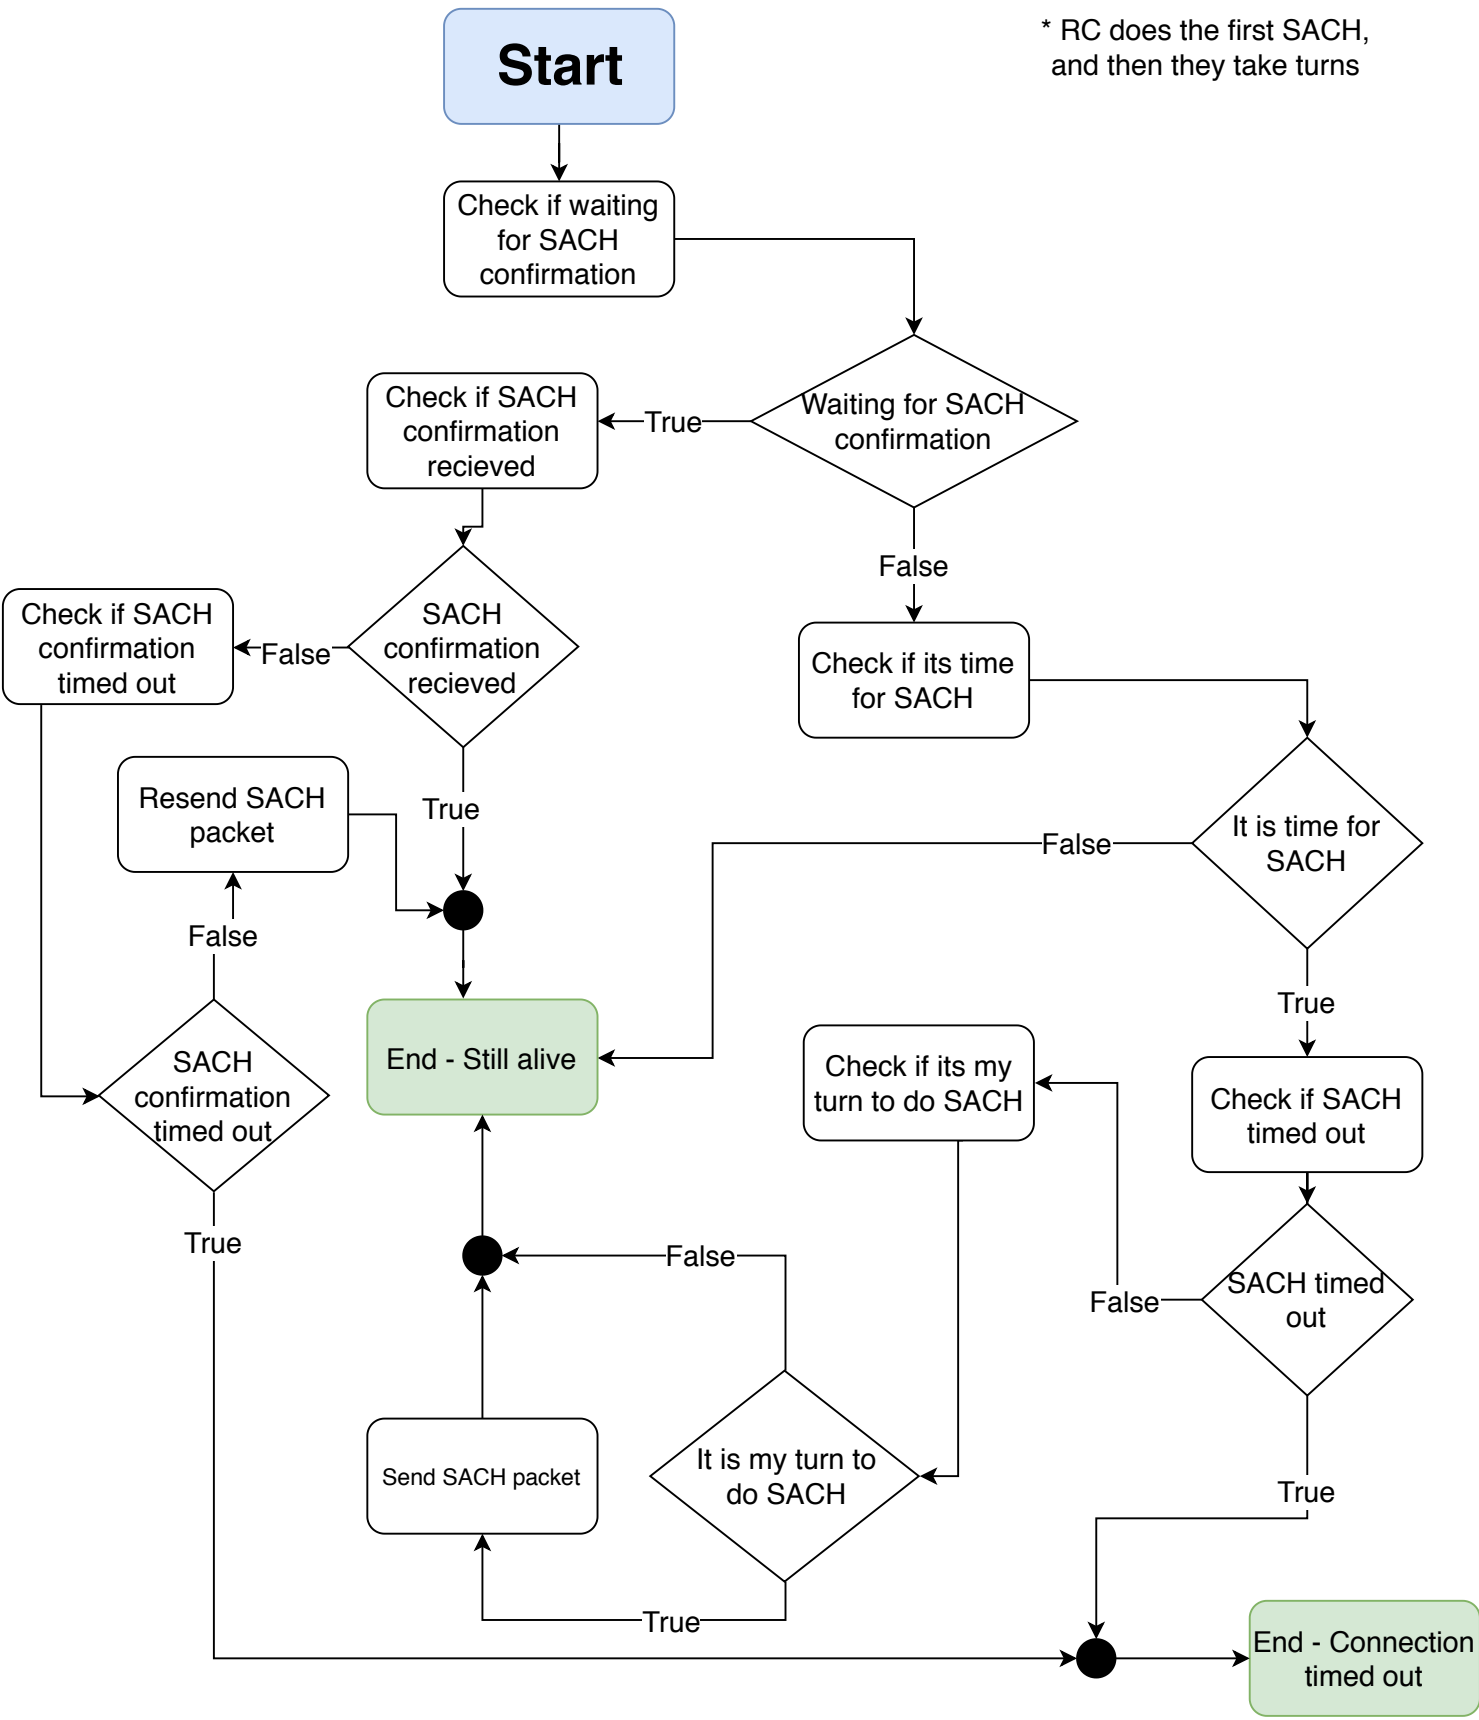 Start
* RC does the first SACH,
and then they take turns
Check if waiting
for SACH
confirmation
Waiting for SACH
confirmation
True
Check if SACH
confirmation
recieved
False
SACH
confirmation
recieved
False
Check if SACH
confirmation
timed out
Check if its time
for SACH
True
Resend SACH
packet
It is time for
SACH
False
False
True
End - Still alive
SACH
confirmation
timed out
Check if its my
turn to do SACH
Check if SACH
timed out
True
False
SACH timed
out
False
Send SACH packet
It is my turn to
do SACH
True
True
End - Connection
timed out